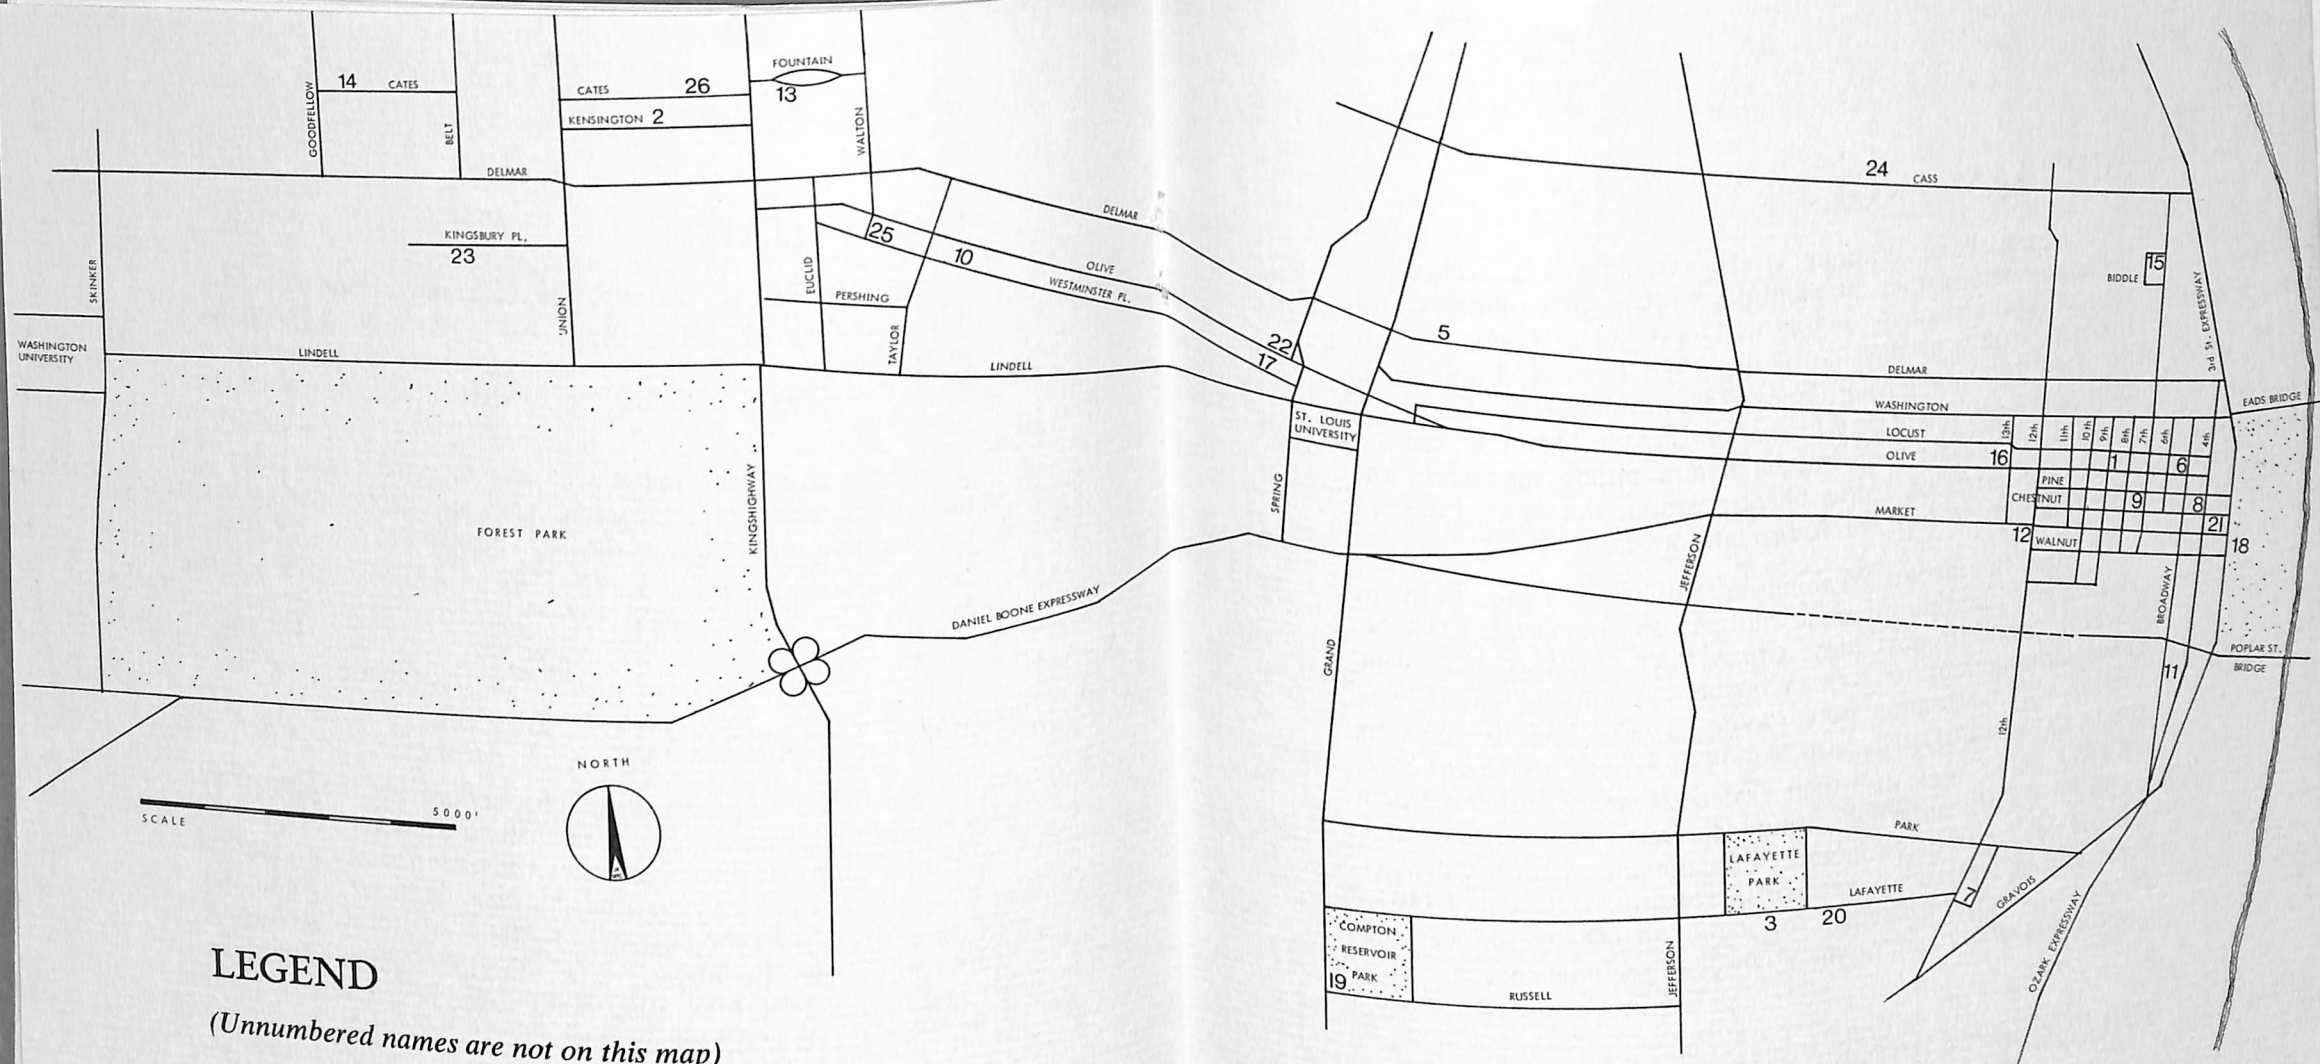 FOUNTAIN
14 CATES
CATES 26
13
KENSINGTON 2
GOODFELLOW
BELT
WALTON
DELMAR
24 CASS
DELMAR
KINGSBURY PL.
23
25
10
SKINKER
UNION
EUCLID
OLIVE
WESTMINSTER PL.
PERSHING
TAYLOR
BIDDLE 15
3rd St. EXPRESSWAY
WASHINGTON
UNIVERSITY
LINDELL
LINDELL
22
17
5
DELMAR
EADS BRIDGE
ST. LOUIS
UNIVERSITY
WASHINGTON
LOCUST
13th 12th 11th 10th 9th 8th 7th 6th 4th
OLIVE
16
1
6
PINE
CHESTNUT
9
8
21
MARKET
12
WALNUT
18
KINGSHIGHWAY
SPRING
JEFFERSON
FOREST PARK
DANIEL BOONE EXPRESSWAY
GRAND
BROADWAY
11
POPLAR ST.
BRIDGE
12th
NORTH
5000'
SCALE
PARK
LAFAYETTE
PARK
LAFAYETTE
7
GRAVOIS
3
20
COMPTON
RESERVOIR
PARK
19
JEFFERSON
RUSSELL
OZARK EXPRESSWAY
LEGEND
(Unnumbered names are not on this map)